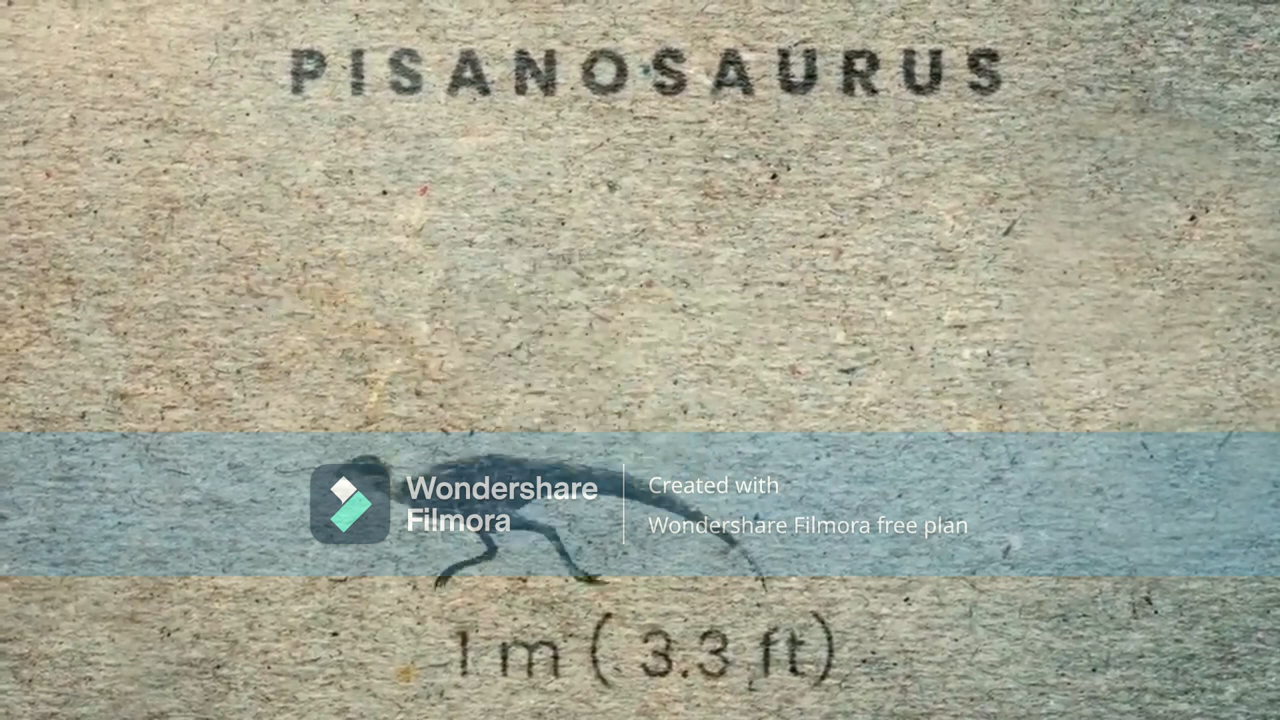 PISANOSAURUS
Wondershare
Filmora
Created with
Wondershare Filmora free plan
1 m ( 3.3 ft)